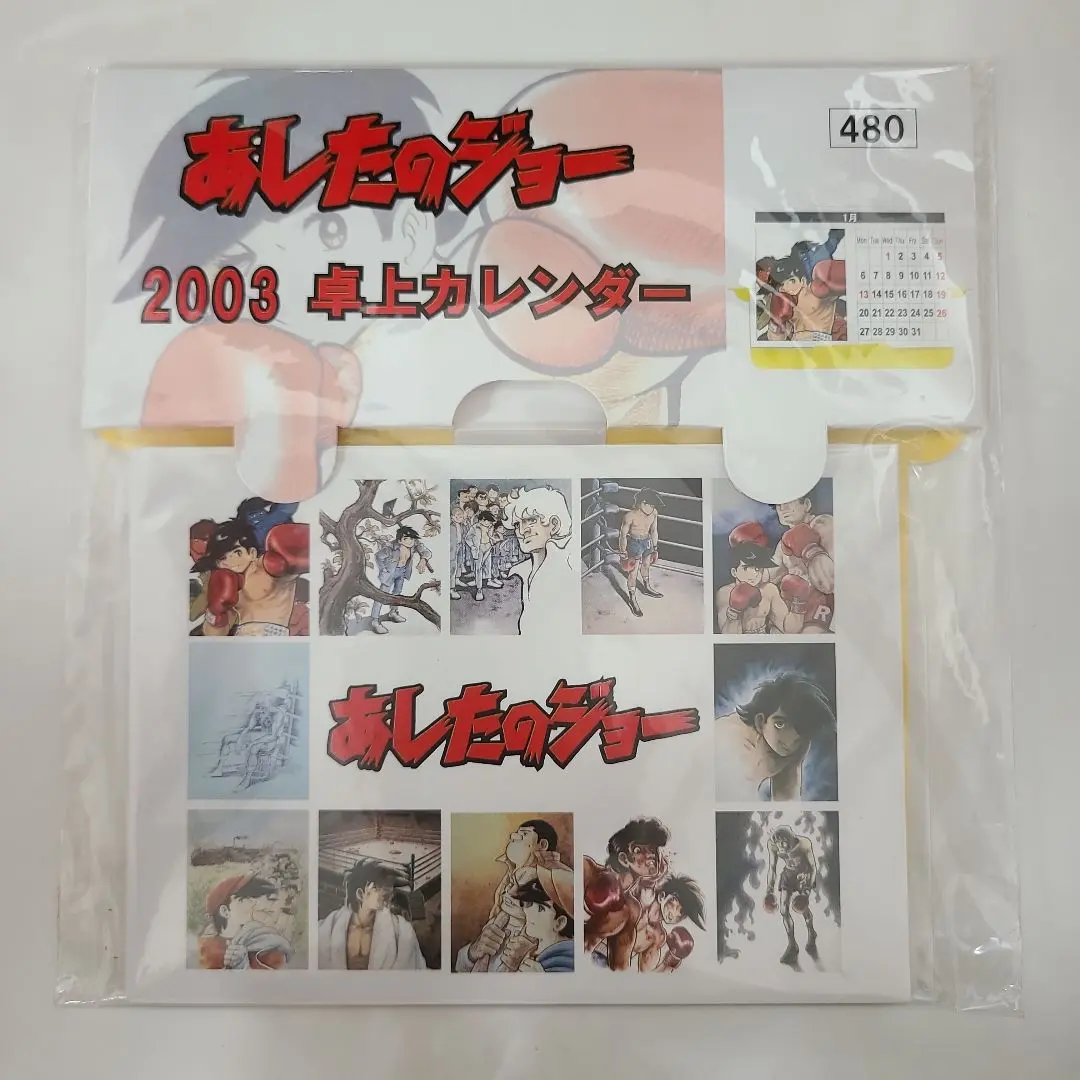 あしたのジョー
480
2003 卓上カレンダー
1月
Mon Tue Wed Thu Fri Sat Sun
1 2 3 4 5
6 7 8 9 10 11 12
13 14 15 16 17 18 19
20 21 22 23 24 25 26
27 28 29 30 31
R
あしたのジョー